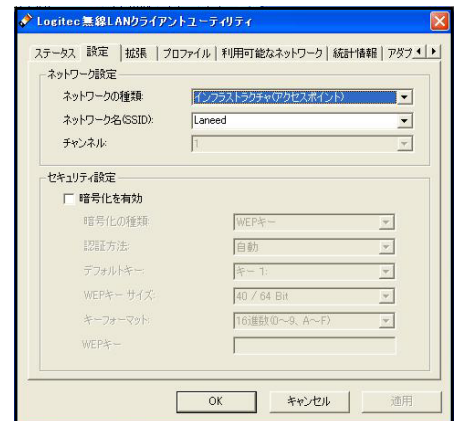 Logitec 無線LANクライアントユーティリティ
ステータス 設定 拡張 プロファイル 利用可能なネットワーク 統計情報 アダプ
ネットワーク設定
ネットワークの種類: インフラストラクチャ(アクセスポイント)
ネットワーク名(SSID): Laneed
チャンネル: 1
セキュリティ設定
暗号化を有効
暗号化の種類: WEPキー
認証方法: 自動
デフォルトキー: キー 1:
WEPキー サイズ: 40 / 64 Bit
キーフォーマット: 16進数(0~9、A~F)
WEPキー:
OK キャンセル 適用